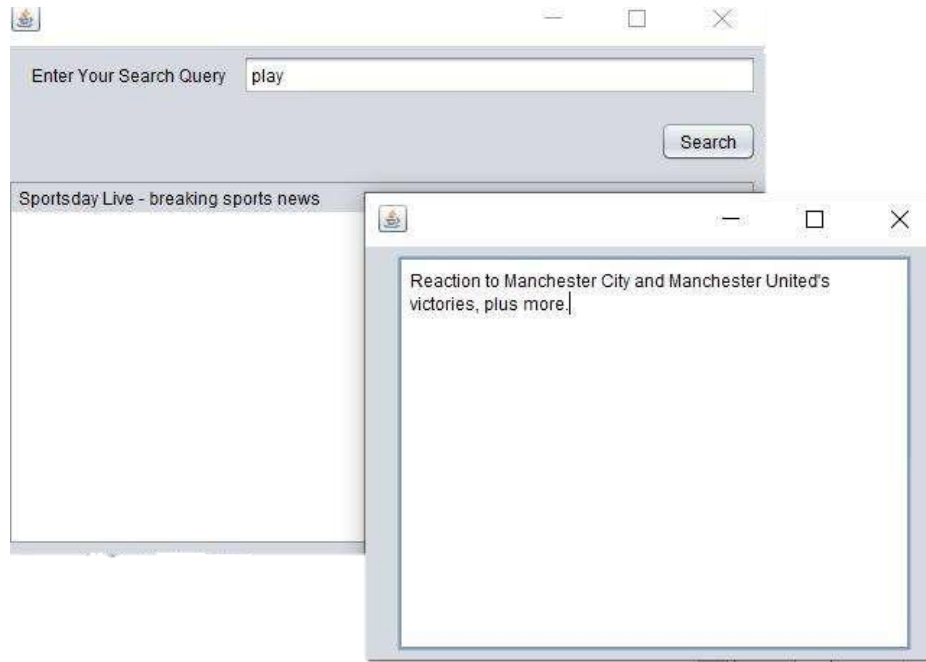 Enter Your Search Query play
Search
Sportsday Live - breaking sports news
Reaction to Manchester City and Manchester United's
victories, plus more.